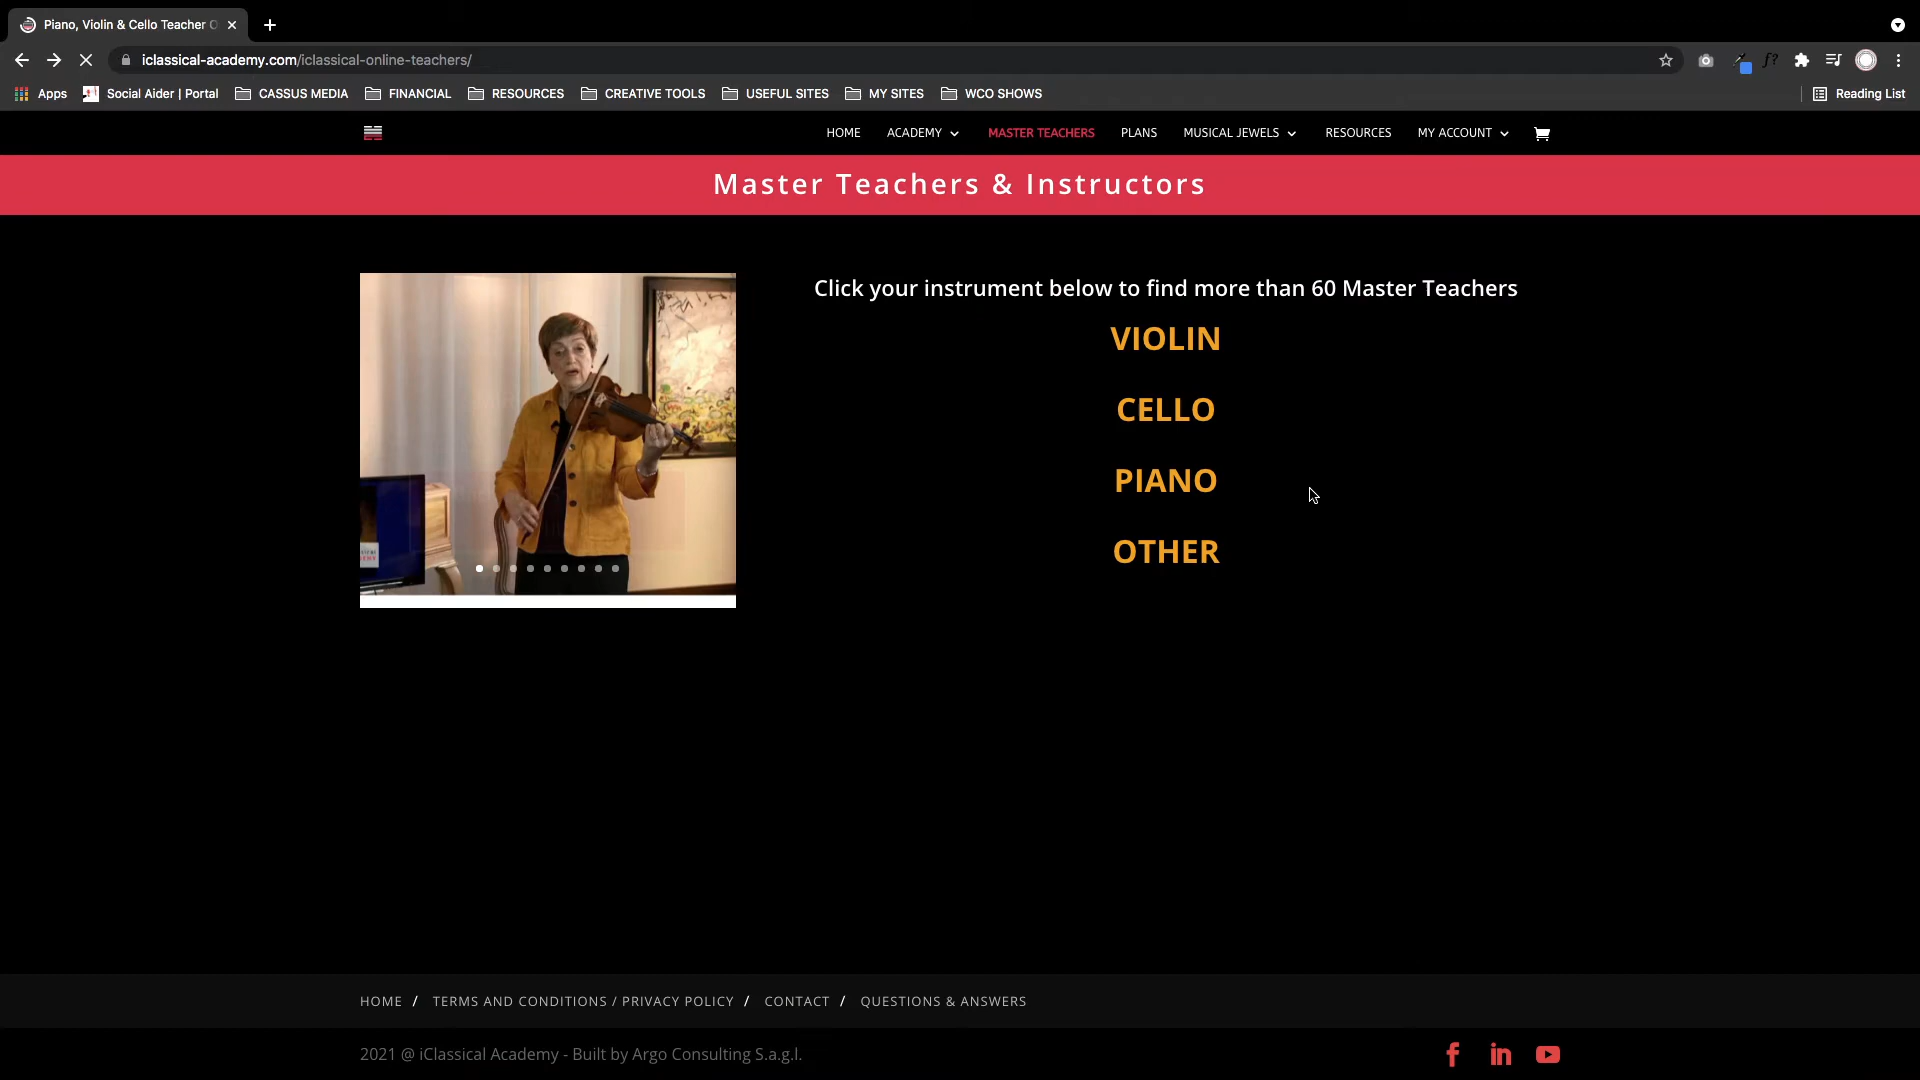 Piano, Violin & Cello Teacher O
iclassical-academy.com/iclassical-online-teachers/
f?
Apps
Social Aider | Portal
CASSUS MEDIA
FINANCIAL
RESOURCES
CREATIVE TOOLS
USEFUL SITES
MY SITES
WCO SHOWS
Reading List
HOME
ACADEMY
MASTER TEACHERS
PLANS
MUSICAL JEWELS
RESOURCES
MY ACCOUNT
Master Teachers & Instructors
Click your instrument below to find more than 60 Master Teachers
VIOLIN
CELLO
PIANO
OTHER
HOME / TERMS AND CONDITIONS / PRIVACY POLICY / CONTACT / QUESTIONS & ANSWERS
2021 @ iClassical Academy - Built by Argo Consulting S.a.g.l.